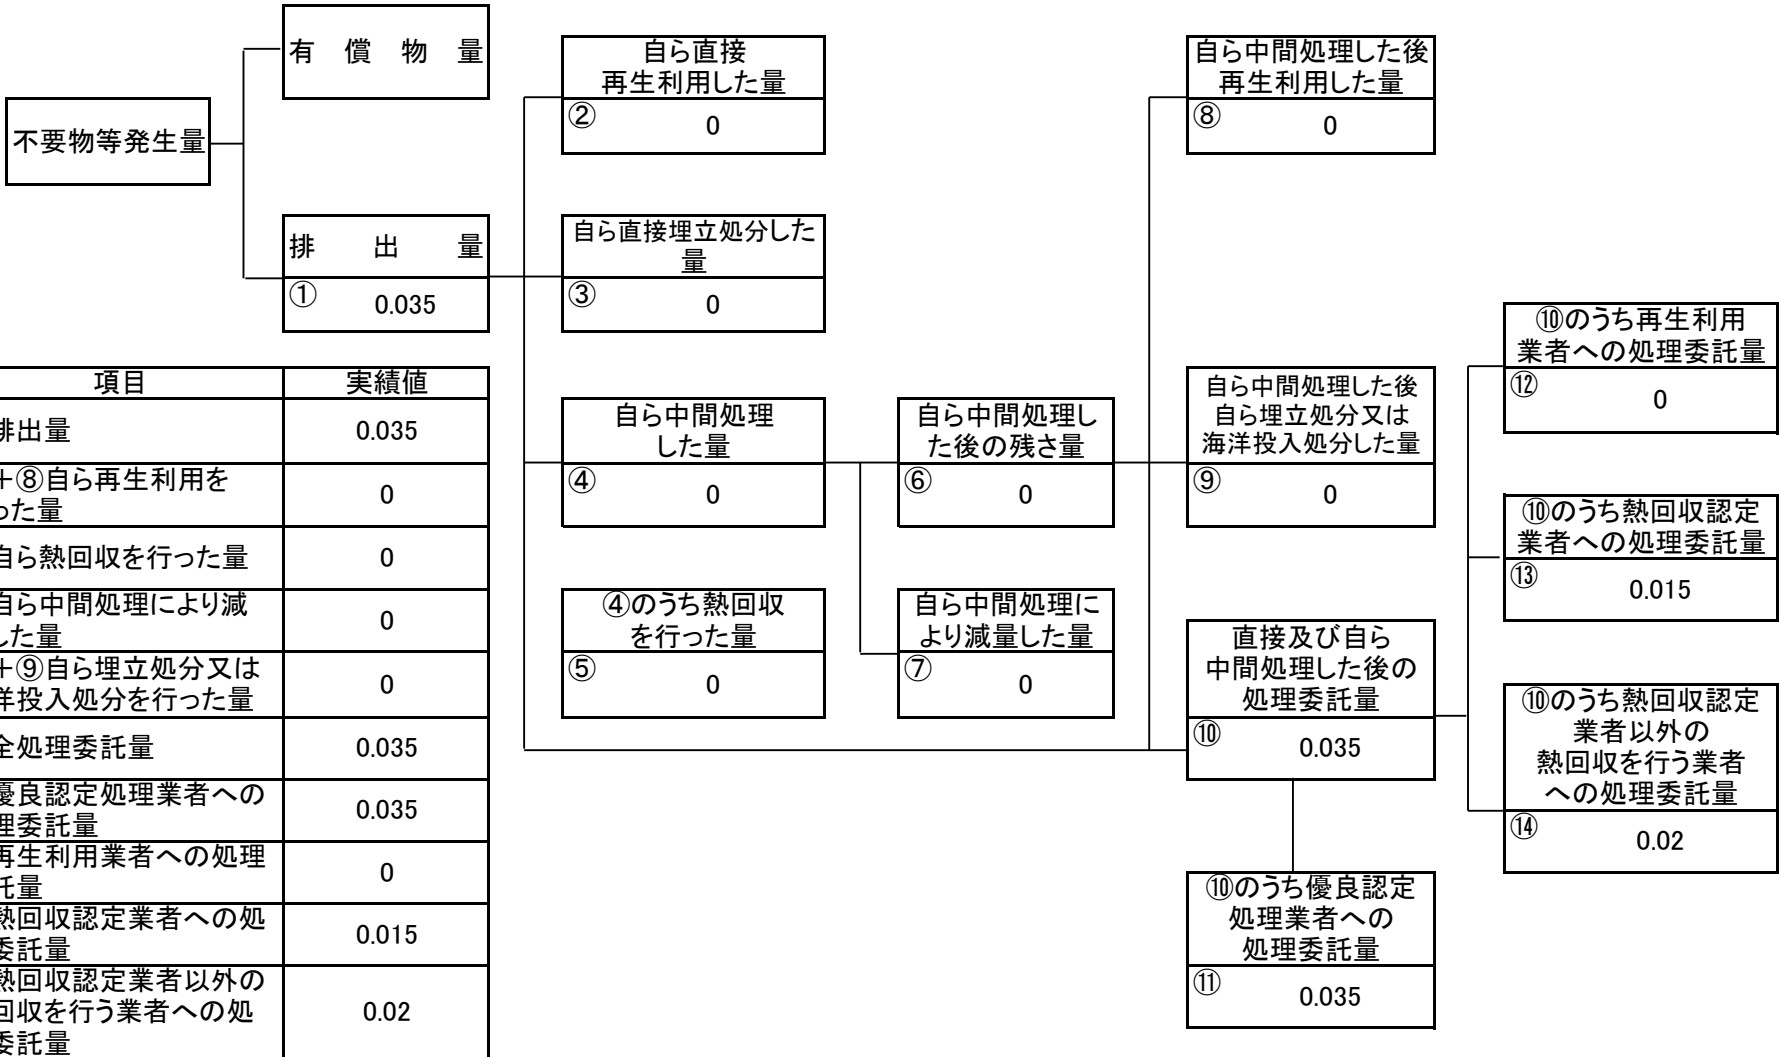 有償物量
不要物等発生量
排出量
①
0.035
自ら直接
再生利用した量
②
0
自ら直接埋立処分した
量
③
0
自ら中間処理
した量
④
0
④のうち熱回収
を行った量
⑤
0
自ら中間処理し
た後の残さ量
⑥
0
自ら中間処理に
より減量した量
⑦
0
自ら中間処理した後
再生利用した量
⑧
0
自ら中間処理した後
自ら埋立処分又は
海洋投入処分した量
⑨
0
直接及び自ら
中間処理した後の
処理委託量
⑩
0.035
⑩のうち優良認定
処理業者への
処理委託量
⑪
0.035
⑩のうち再生利用
業者への処理委託量
⑫
0
⑩のうち熱回収認定
業者への処理委託量
⑬
0.015
⑩のうち熱回収認定
業者以外の
熱回収を行う業者
への処理委託量
⑭
0.02
項目
実績値
排出量
0.035
+⑧自ら再生利用を
った量
0
自ら熱回収を行った量
0
自ら中間処理により減
した量
0
+⑨自ら埋立処分又は
洋投入処分を行った量
0
全処理委託量
0.035
優良認定処理業者への
理委託量
0.035
再生利用業者への処理
託量
0
熱回収認定業者への処
委託量
0.015
熱回収認定業者以外の
回収を行う業者への処
委託量
0.02